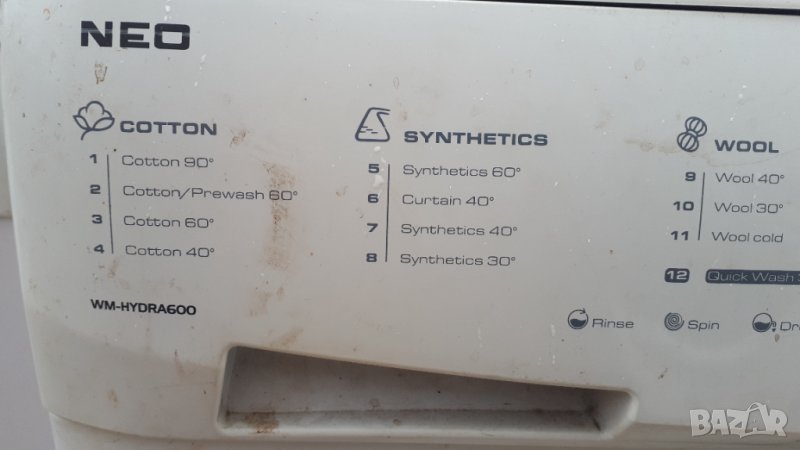 NEO
COTTON
1 Cotton 90°
2 Cotton/Prewash 60°
3 Cotton 60°
4 Cotton 40°
WM-HYDRA600
SYNTHETICS
5 Synthetics 60°
6 Curtain 40°
7 Synthetics 40°
8 Synthetics 30°
WOOL
9 Wool 40°
10 Wool 30°
11 Wool cold
12 Quick Wash
Rinse Spin
BAZAR